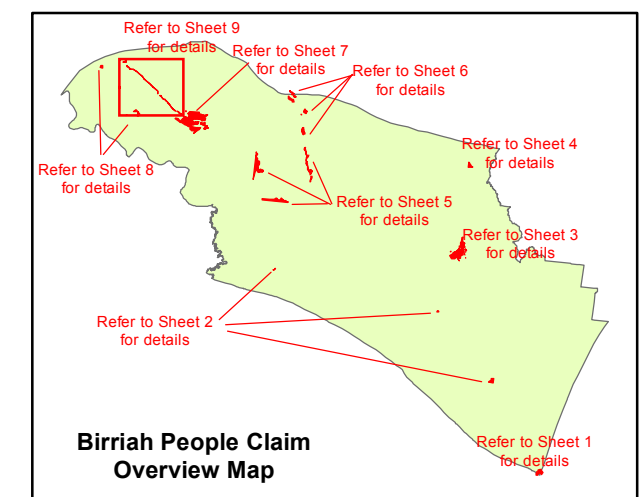 Refer to Sheet 9
for details
Refer to Sheet 7
for details
Refer to Sheet 6
for details
Refer to Sheet 4
for details
Refer to Sheet 8
for details
Refer to Sheet 5
for details
Refer to Sheet 3
for details
Refer to Sheet 2
for details
Birriah People Claim
Overview Map
Refer to Sheet 1
for details